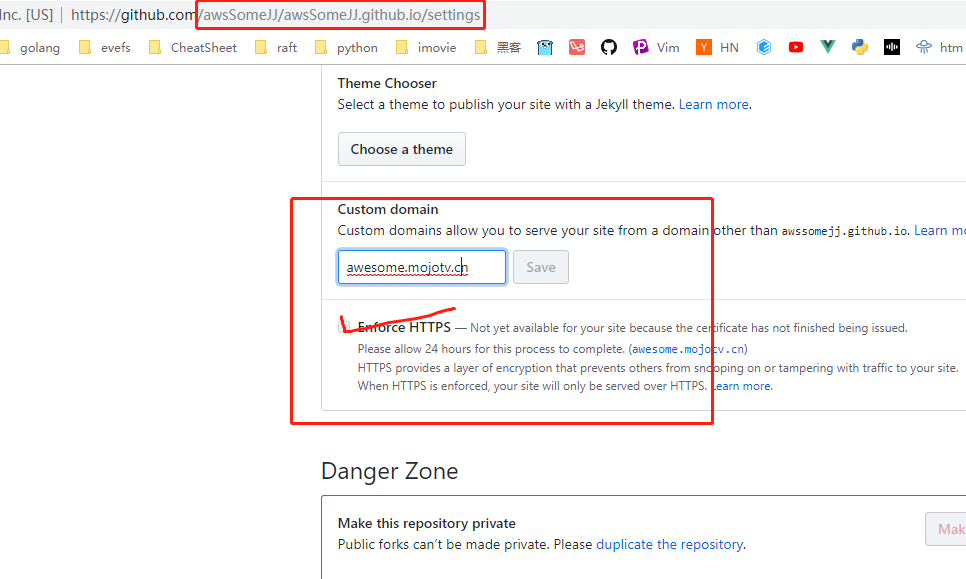 Inc. [US] | https://github.com/awsSomeJJ/awsSomeJJ.github.io/settings
golang evefs CheatSheet raft python imovie 黑客 Vim HN htm
Theme Chooser
Select a theme to publish your site with a Jekyll theme. Learn more.
Choose a theme
Custom domain
Custom domains allow you to serve your site from a domain other than awssomejj.github.io. Learn mo
awesome.mojotv.cn Save
Enforce HTTPS — Not yet available for your site because the certificate has not finished being issued.
Please allow 24 hours for this process to complete. (awesome.mojotv.cn)
HTTPS provides a layer of encryption that prevents others from snooping on or tampering with traffic to your site.
When HTTPS is enforced, your site will only be served over HTTPS. Learn more.
Danger Zone
Make this repository private
Public forks can’t be made private. Please duplicate the repository.
Mak